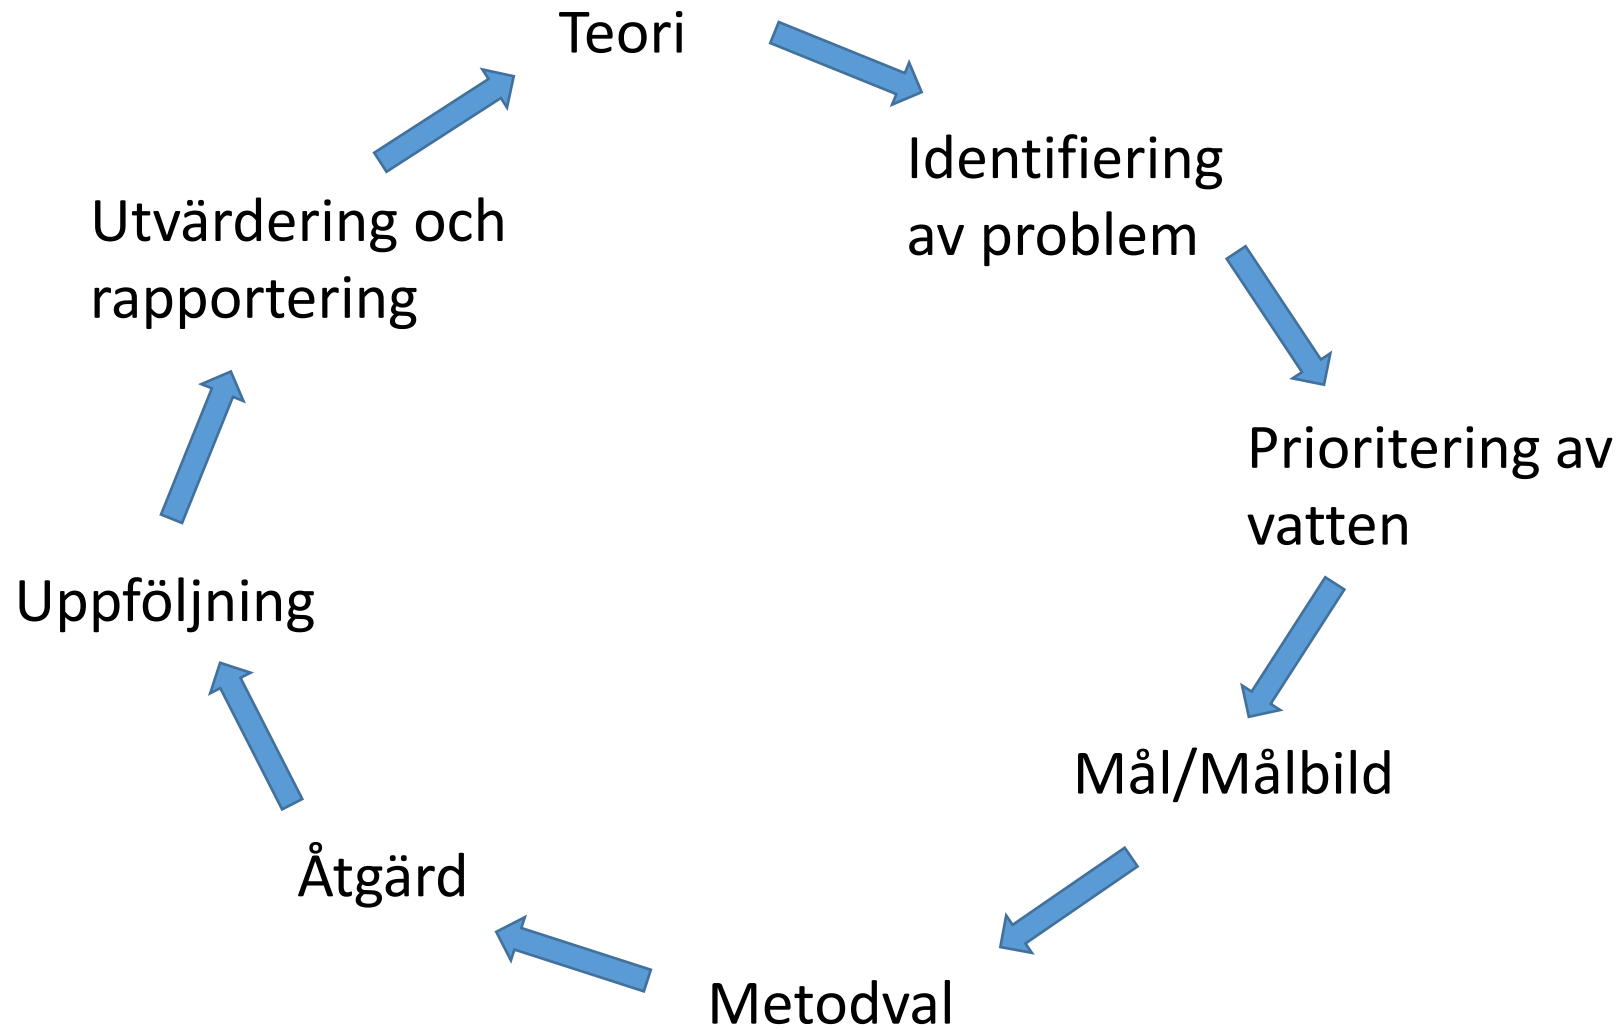 Teori
Identifiering
av problem
Prioritering av
vatten
Mål/Målbild
Metodval
Åtgärd
Uppföljning
Utvärdering och
rapportering